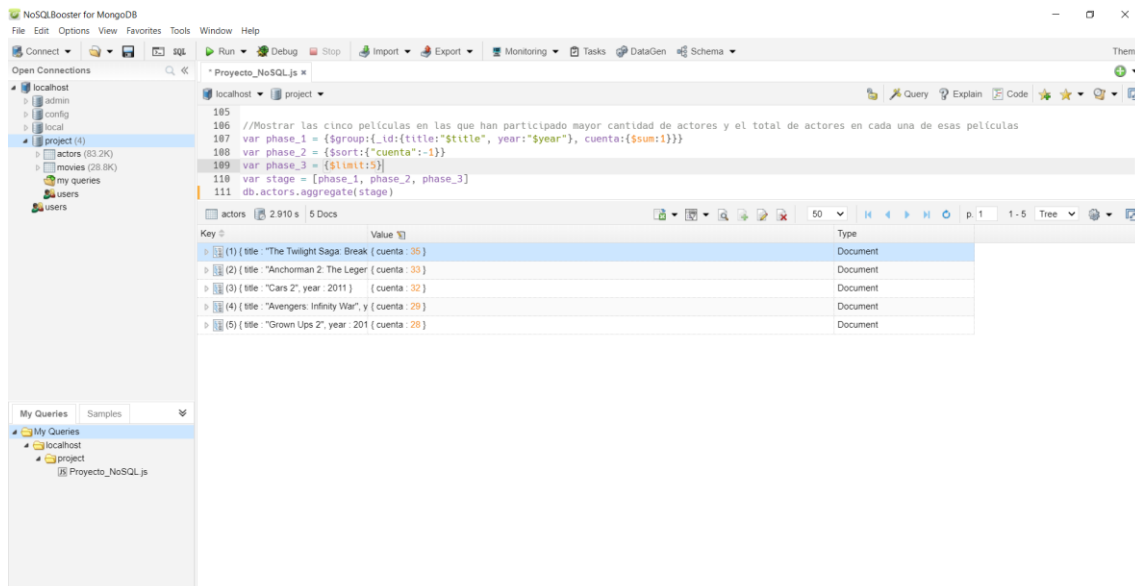 NoSQLBooster for MongoDB
File Edit Options View Favorites Tools Window Help
Connect SQL Run Debug Stop Import Export Monitoring Tasks DataGen Schema Them
Open Connections
* Proyecto_NoSQL.js ×
localhost
admin
config
local
project (4)
actors (83.2K)
movies (28.8K)
my queries
users
users
localhost project Query Explain Code
105
106 //Mostrar las cinco películas en las que han participado mayor cantidad de actores y el total de actores en cada una de esas películas
107 var phase_1 = {$group:{_id:{title:"$title", year:"$year"}, cuenta:{$sum:1}}}
108 var phase_2 = {$sort:{"cuenta":-1}}
109 var phase_3 = {$limit:5}
110 var stage = [phase_1, phase_2, phase_3]
111 db.actors.aggregate(stage)
actors 2.910 s 5 Docs 50 p. 1 1 - 5 Tree
Key Value Type
(1) { title : "The Twilight Saga: Break { cuenta : 35 } Document
(2) { title : "Anchorman 2: The Leger { cuenta : 33 } Document
(3) { title : "Cars 2", year : 2011 } { cuenta : 32 } Document
(4) { title : "Avengers: Infinity War", y { cuenta : 29 } Document
(5) { title : "Grown Ups 2", year : 201 { cuenta : 28 } Document
My Queries Samples
My Queries
localhost
project
JS Proyecto_NoSQL.js